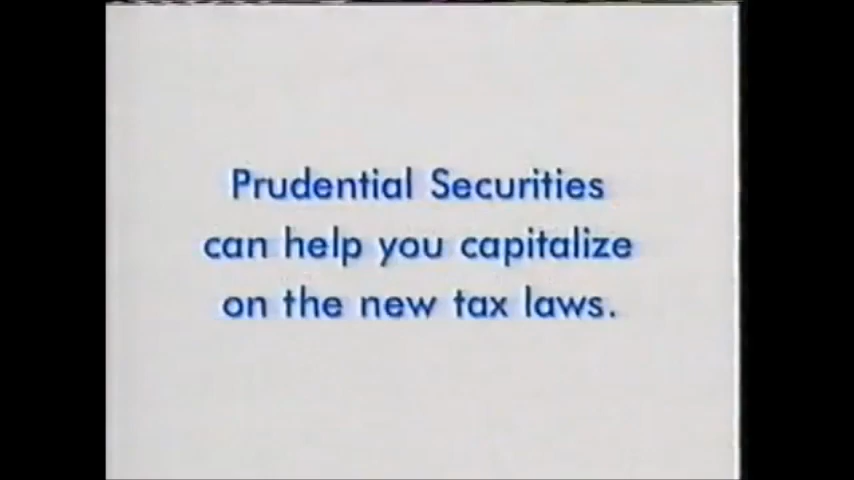 Prudential Securities
can help you capitalize
on the new tax laws.